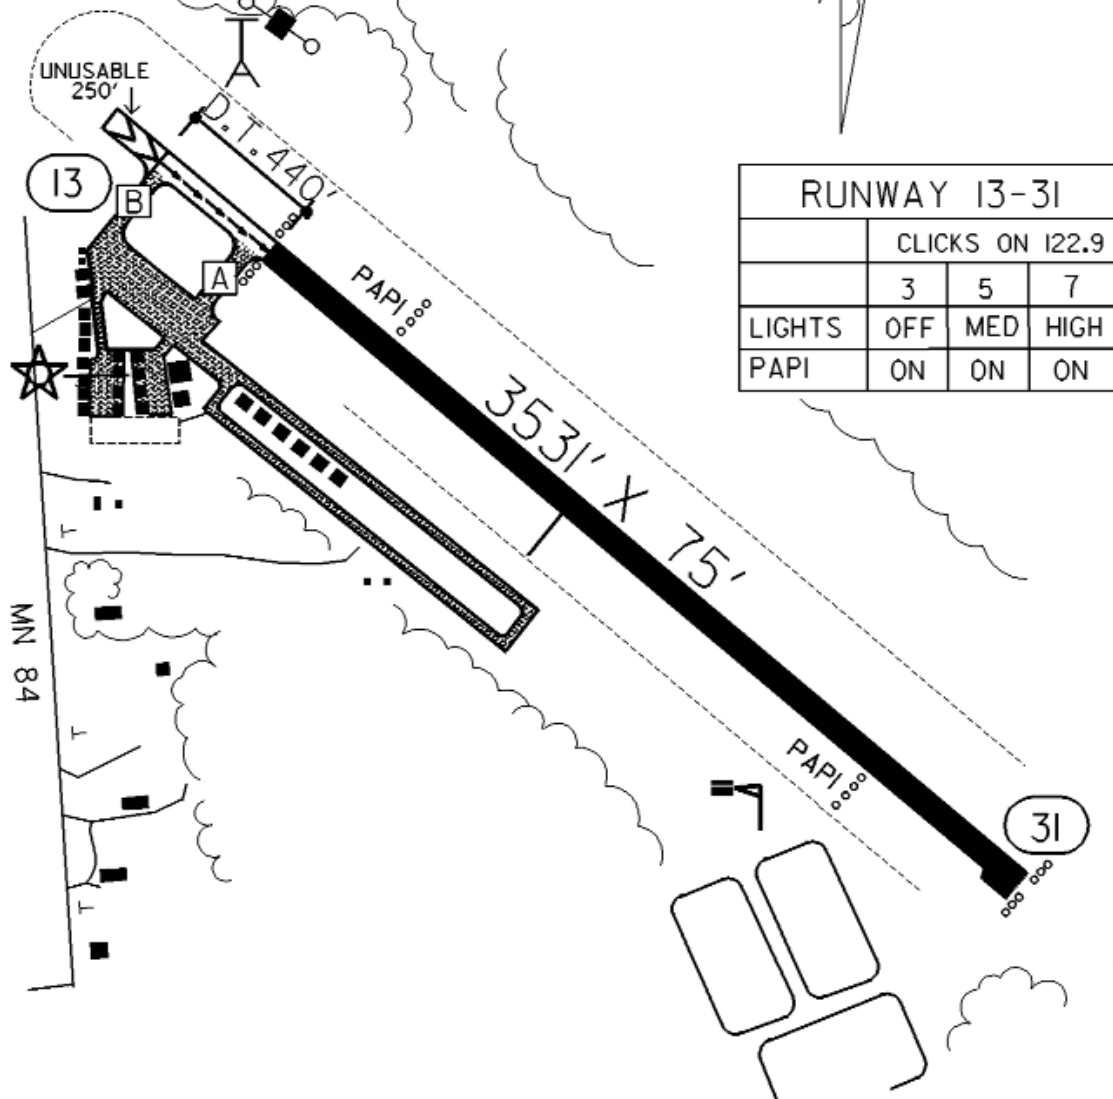 UNUSABLE
250'
D.T. 440'
13
B
A
PAPI
RUNWAY 13-31
CLICKS ON 122.9
3 5 7
LIGHTS OFF MED HIGH
PAPI ON ON ON
3531' X 75'
T
MN 84
T
PAPI
31
T